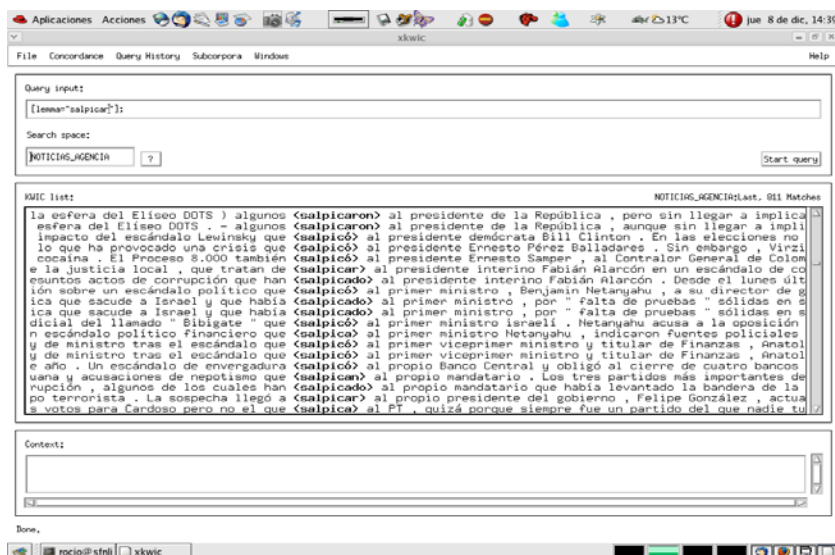 Aplicaciones Acciones 13°C jue 8 de dic, 14:39
xkwic
File Concordance Query History Subcorpora Windows Help
Query input:
[lemma="salpicar"];
Search space:
NOTICIAS_AGENCIA ? Start query
KWIC list: NOTICIAS_AGENCIA:Last, 811 Matches
la esfera del Elíseo DOTS ) algunos <salpicaron> al presidente de la República , pero sin llegar a implica
esfera del Elíseo DOTS . - algunos <salpicaron> al presidente de la República , aunque sin llegar a impli
impacto del escándalo Lewinsky que <salpicó> al presidente demócrata Bill Clinton . En las elecciones no
lo que ha provocado una crisis que <salpicó> al presidente Ernesto Pérez Balladares . Sin embargo , Virzi
cocaína . El Proceso 8.000 también <salpicó> al presidente Ernesto Samper , al Contralor General de Colom
e la justicia local , que tratan de <salpicar> al presidente interino Fabián Alarcón en un escándalo de co
esuntos actos de corrupción que han <salpicado> al presidente interino Fabián Alarcón . Desde el lunes últ
ión sobre un escándalo político que <salpicó> al primer ministro , Benjamin Netanyahu , a su director de g
ica que sacude a Israel y que había <salpicado> al primer ministro , por " falta de pruebas " sólidas en s
ica que sacude a Israel y que había <salpicado> al primer ministro , por " falta de pruebas " sólidas en s
dicial del llamado " Bibigate " que <salpicó> al primer ministro israelí . Netanyahu acusa a la oposición
n escándalo político financiero que <salpica> al primer ministro Netanyahu , indicaron fuentes policiales
y de ministro tras el escándalo que <salpicó> al primer viceprimer ministro y titular de Finanzas , Anatol
y de ministro tras el escándalo que <salpicó> al primer viceprimer ministro y titular de Finanzas , Anatol
e año . Un escándalo de envergadura <salpicó> al propio Banco Central y obligó al cierre de cuatro bancos
uana y acusaciones de nepotismo que <salpican> al propio mandatario . Los tres partidos más importantes de
rupción , algunos de los cuales han <salpicado> al propio mandatario que había levantado la bandera de la
po terrorista . La sospecha llegó a <salpicar> al propio presidente del gobierno , Felipe González , actua
s votos para Cardoso pero no el que <salpica> al PT , quizá porque siempre fue un partido del que nadie tu
Context:
Done.
rocio@sfnli xkwic